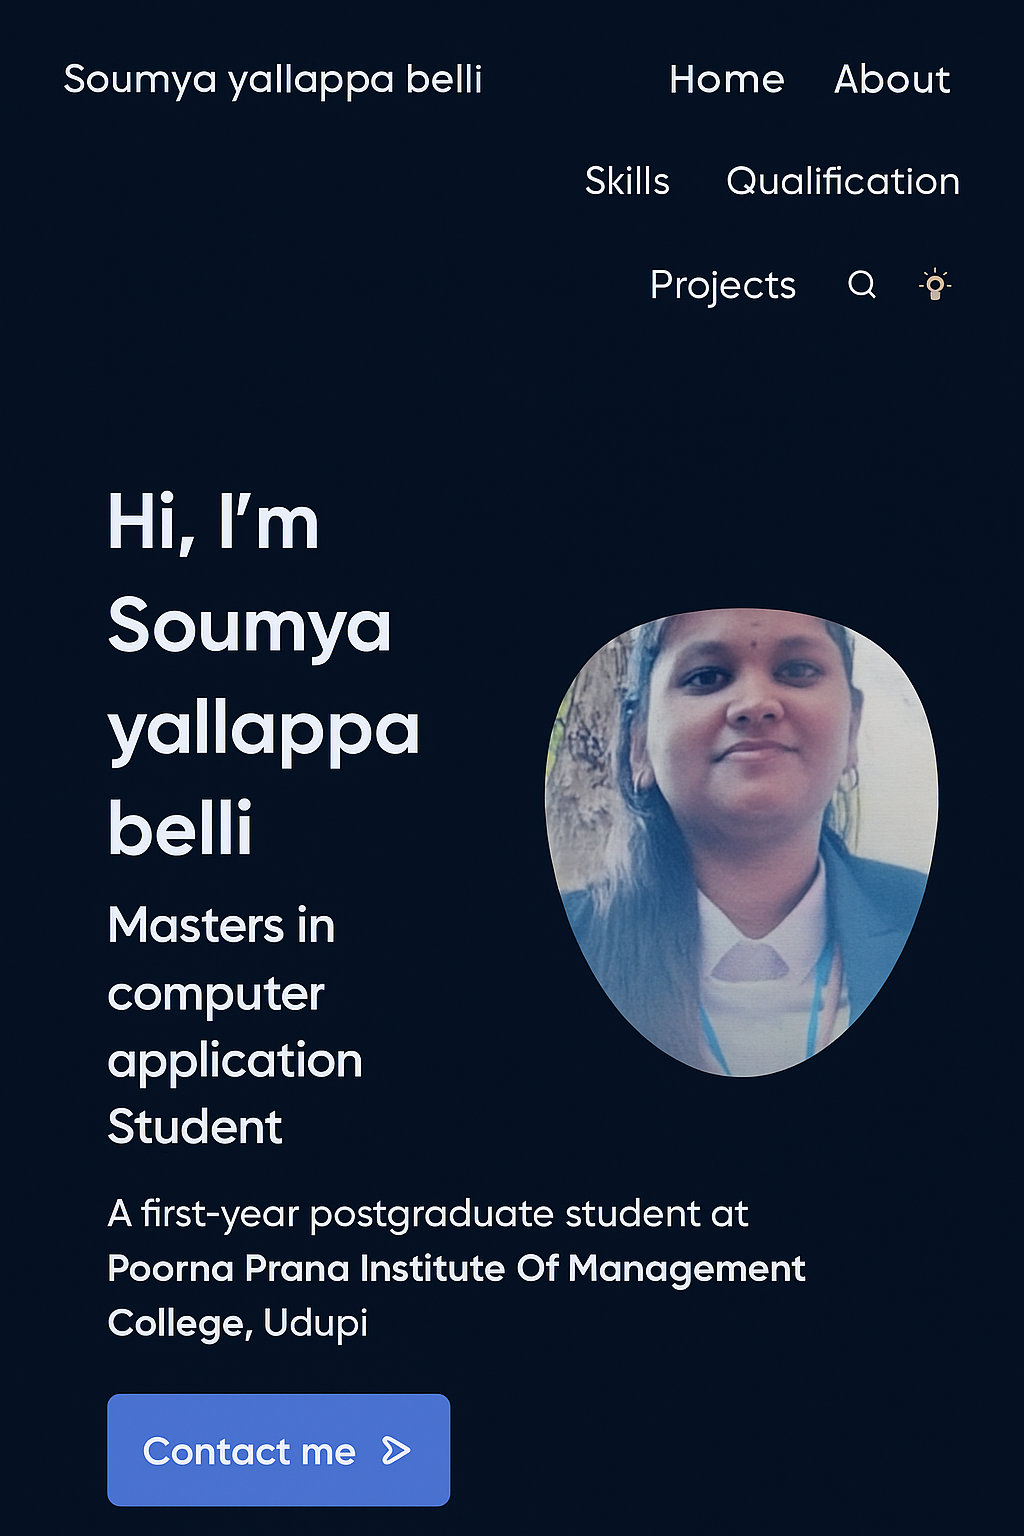 Soumya yallappa belli Home About
Skills Qualification
Projects
Hi, I’m
Soumya
yallappa
belli
Masters in
computer
application
Student
A first-year postgraduate student at
Poorna Prana Institute Of Management
College, Udupi
Contact me